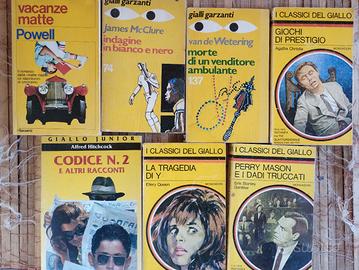 vacanze
matte
Powell
gialli garzanti
James McClure
indagine
in bianco e nero
74
gialli garzanti
van de Wetering
morte
di un venditore
ambulante
137
I CLASSICI DEL GIALLO
GIOCHI
DI PRESTIGIO
Agatha Christie
GIALLO JUNIOR
Alfred Hitchcock
CODICE N. 2
E ALTRI RACCONTI
I CLASSICI DEL GIALLO
LA TRAGEDIA
DI Y
Ellery Queen
I CLASSICI DEL GIALLO
PERRY MASON
E I DADI TRUCCATI
Erle Stanley
Gardner